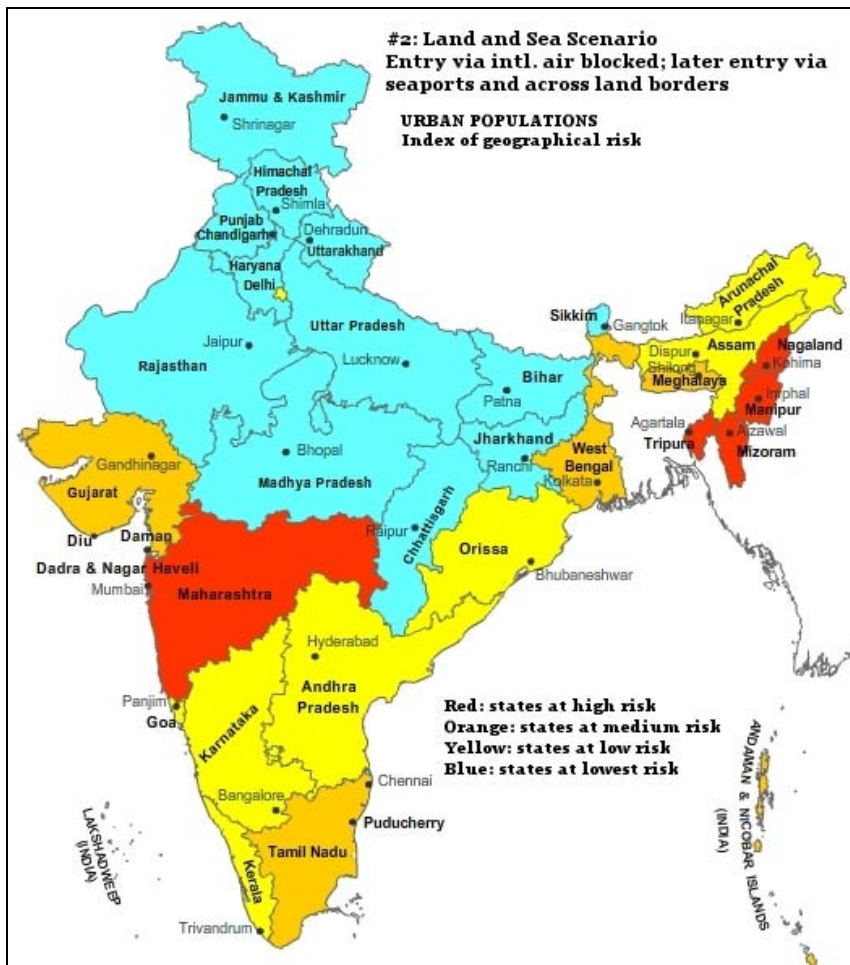 #2: Land and Sea Scenario
Entry via intl. air blocked; later entry via
seaports and across land borders
URBAN POPULATIONS
Index of geographical risk
Jammu & Kashmir
Shrinagar
Himachal
Pradesh
Shimla
Punjab
Chandigarh
Dehradun
Uttarakhand
Haryana
Delhi
Arunachal
Pradesh
Itanagar
Sikkim
Gangtok
Uttar Pradesh
Lucknow
Jaipur
Rajasthan
Dispur
Assam
Nagaland
Kohima
Shilong
Meghalaya
Bihar
Patna
Imphal
Manipur
Agartala
Tripura
Aizawal
Mizoram
Jharkhand
Ranchi
West
Bengal
Kolkata
Bhopal
Madhya Pradesh
Gandhinagar
Gujarat
Chhattisgarh
Raipur
Diu
Daman
Dadra & Nagar Haveli
Mumbai
Maharashtra
Orissa
Bhubaneshwar
Hyderabad
Andhra
Pradesh
Panjim
Goa
Karnataka
Red: states at high risk
Orange: states at medium risk
Yellow: states at low risk
Blue: states at lowest risk
Bangalore
Chennai
Puducherry
Tamil Nadu
Kerala
Trivandrum
LAKSHADWEEP
(INDIA)
ANDAMAN & NICOBAR ISLANDS
(INDIA)